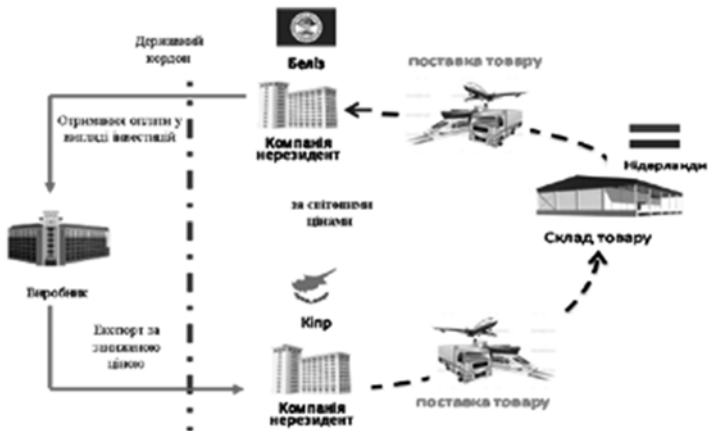 Державний
кордон
Беліз
поставка товару
Отримання оплати у
вигляді інвестицій
Компанія
нерезидент
Нідерланди
за світовими
цінами
Склад товару
Виробник
Кіпр
Експорт за
заниженою
ціною
Компанія
нерезидент
поставка товару